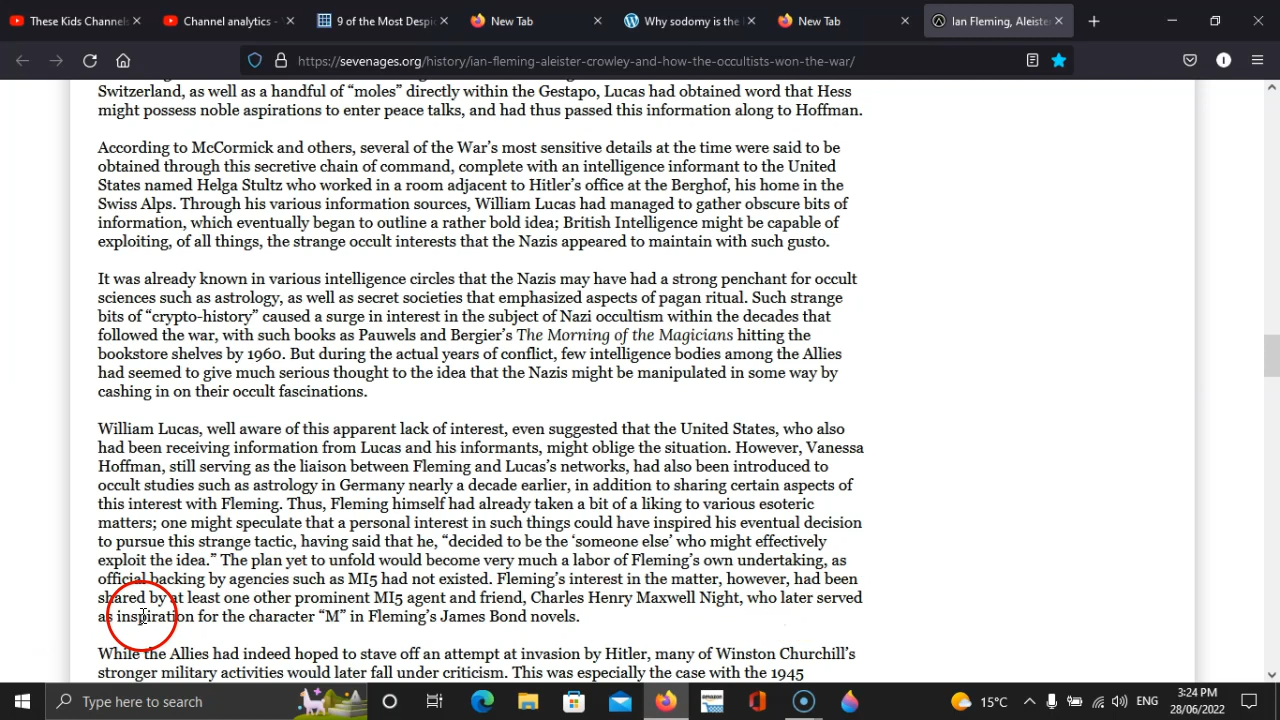 These Kids Channels
Channel analytics -
9 of the Most Despi
New Tab
Why sodomy is the
New Tab
Ian Fleming, Aleiste
https://sevenages.org/history/ian-fleming-aleister-crowley-and-how-the-occultists-won-the-war/
Switzerland, as well as a handful of “moles” directly within the Gestapo, Lucas had obtained word that Hess
might possess noble aspirations to enter peace talks, and had thus passed this information along to Hoffman.
According to McCormick and others, several of the War’s most sensitive details at the time were said to be
obtained through this secretive chain of command, complete with an intelligence informant to the United
States named Helga Stultz who worked in a room adjacent to Hitler’s office at the Berghof, his home in the
Swiss Alps. Through his various information sources, William Lucas had managed to gather obscure bits of
information, which eventually began to outline a rather bold idea; British Intelligence might be capable of
exploiting, of all things, the strange occult interests that the Nazis appeared to maintain with such gusto.
It was already known in various intelligence circles that the Nazis may have had a strong penchant for occult
sciences such as astrology, as well as secret societies that emphasized aspects of pagan ritual. Such strange
bits of “crypto-history” caused a surge in interest in the subject of Nazi occultism within the decades that
followed the war, with such books as Pauwels and Bergier’s The Morning of the Magicians hitting the
bookstore shelves by 1960. But during the actual years of conflict, few intelligence bodies among the Allies
had seemed to give much serious thought to the idea that the Nazis might be manipulated in some way by
cashing in on their occult fascinations.
William Lucas, well aware of this apparent lack of interest, even suggested that the United States, who also
had been receiving information from Lucas and his informants, might oblige the situation. However, Vanessa
Hoffman, still serving as the liaison between Fleming and Lucas’s networks, had also been introduced to
occult studies such as astrology in Germany nearly a decade earlier, in addition to sharing certain aspects of
this interest with Fleming. Thus, Fleming himself had already taken a bit of a liking to various esoteric
matters; one might speculate that a personal interest in such things could have inspired his eventual decision
to pursue this strange tactic, having said that he, “decided to be the ‘someone else’ who might effectively
exploit the idea.” The plan yet to unfold would become very much a labor of Fleming’s own undertaking, as
official backing by agencies such as MI5 had not existed. Fleming’s interest in the matter, however, had been
shared by at least one other prominent MI5 agent and friend, Charles Henry Maxwell Night, who later served
as inspiration for the character “M” in Fleming’s James Bond novels.
While the Allies had indeed hoped to stave off an attempt at invasion by Hitler, many of Winston Churchill’s
stronger military activities would later fall under criticism. This was especially the case with the 1945
Type here to search
15°C
ENG
3:24 PM
28/06/2022